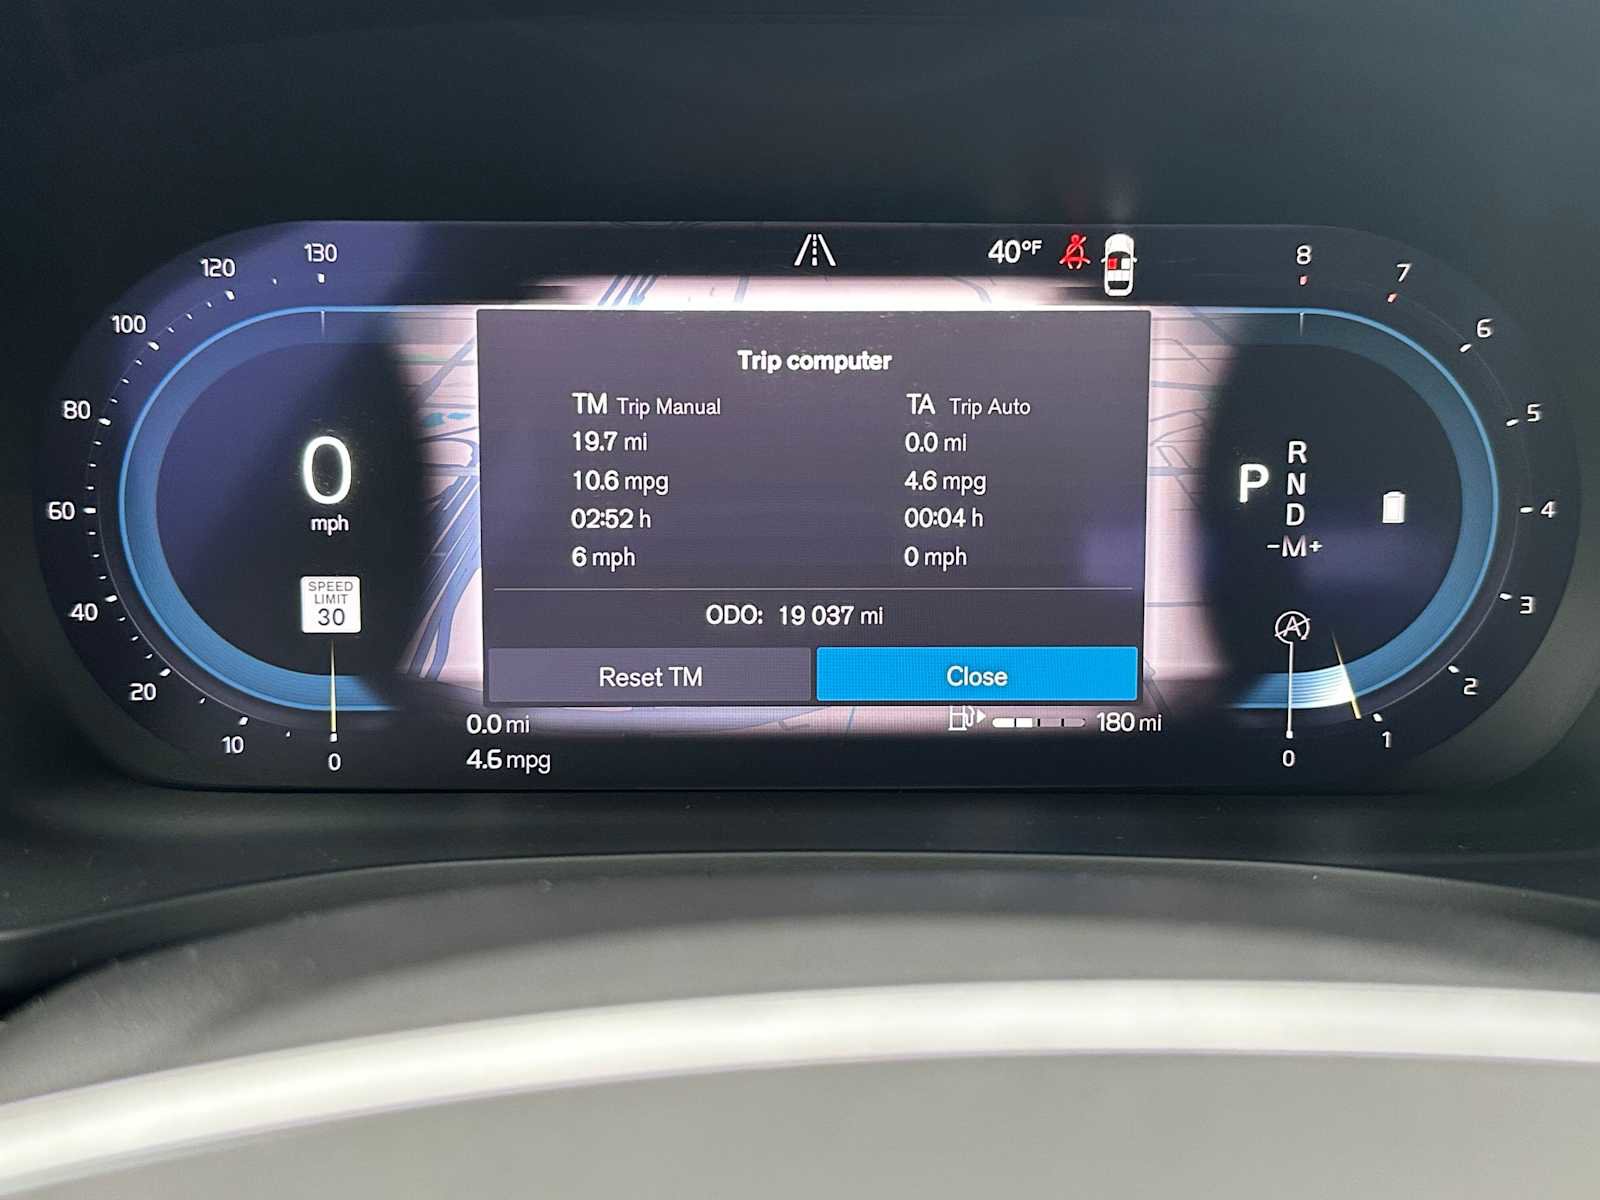 40°F
Trip computer
TM Trip Manual
19.7 mi
10.6 mpg
02:52 h
6 mph
TA Trip Auto
0.0 mi
4.6 mpg
00:04 h
0 mph
ODO: 19 037 mi
Reset TM
Close
0.0 mi
4.6 mpg
180 mi
130
120
100
80
60
40
20
10
0
0
mph
SPEED
LIMIT
30
P
R
N
D
-M+
A
8
7
6
5
4
3
2
1
0